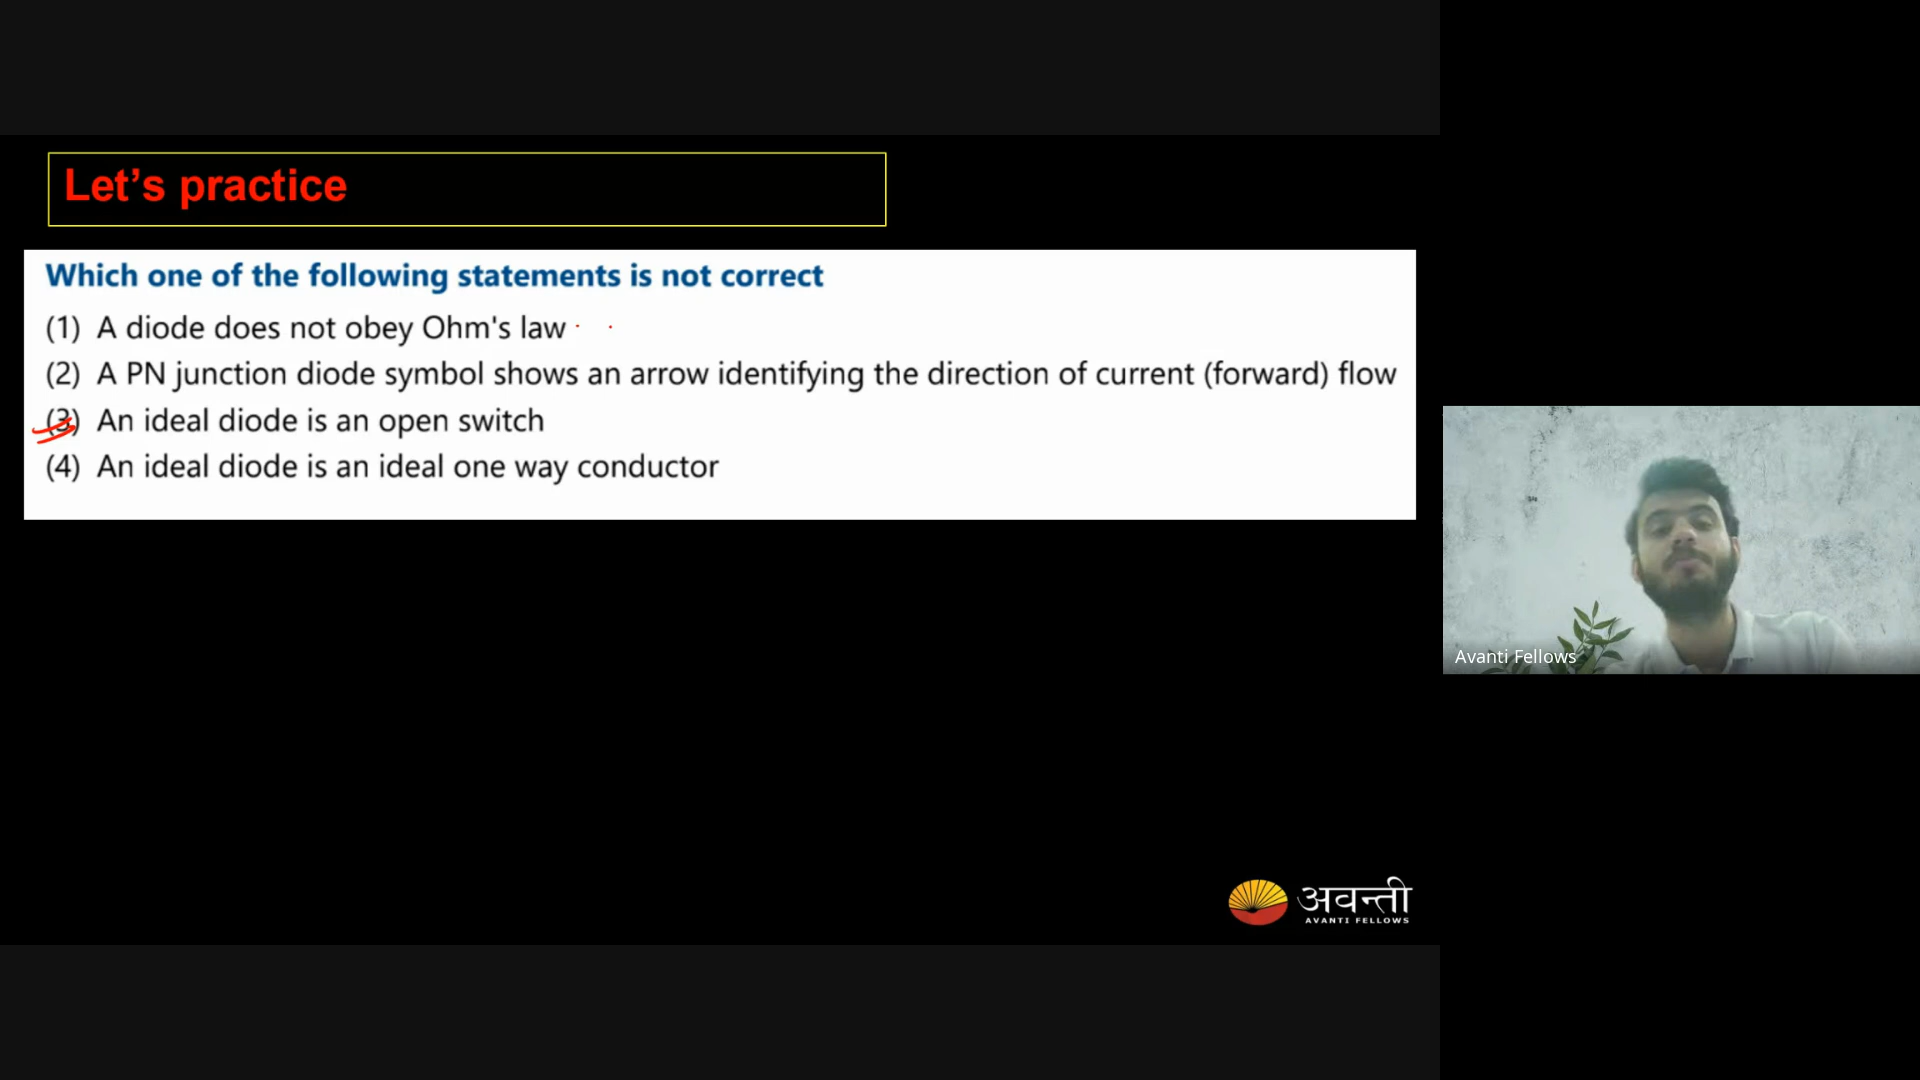 Let’s practice
Which one of the following statements is not correct
(1) A diode does not obey Ohm's law
(2) A PN junction diode symbol shows an arrow identifying the direction of current (forward) flow
(3) An ideal diode is an open switch
(4) An ideal diode is an ideal one way conductor
Avanti Fellows
अवन्ती
AVANTI FELLOWS